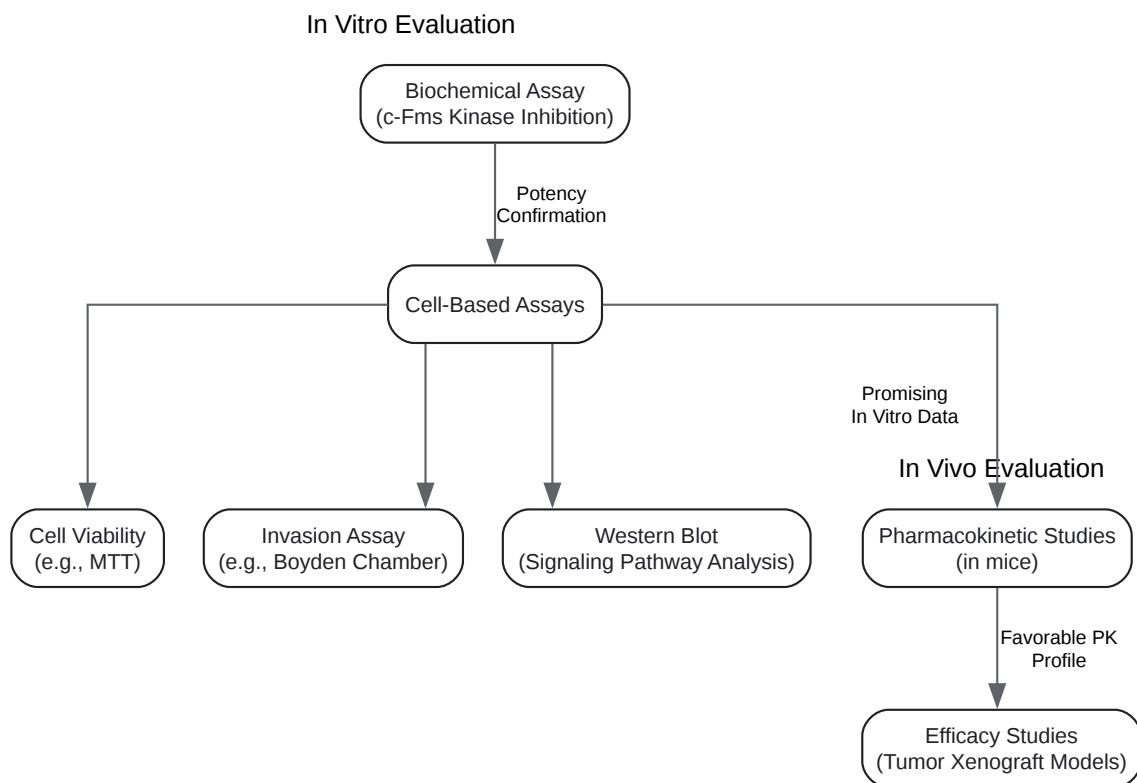 In Vitro Evaluation
Biochemical Assay
(c-Fms Kinase Inhibition)
Potency
Confirmation
Cell-Based Assays
Promising
In Vitro Data
In Vivo Evaluation
Cell Viability
(e.g., MTT)
Invasion Assay
(e.g., Boyden Chamber)
Western Blot
(Signaling Pathway Analysis)
Pharmacokinetic Studies
(in mice)
Favorable PK
Profile
Efficacy Studies
(Tumor Xenograft Models)